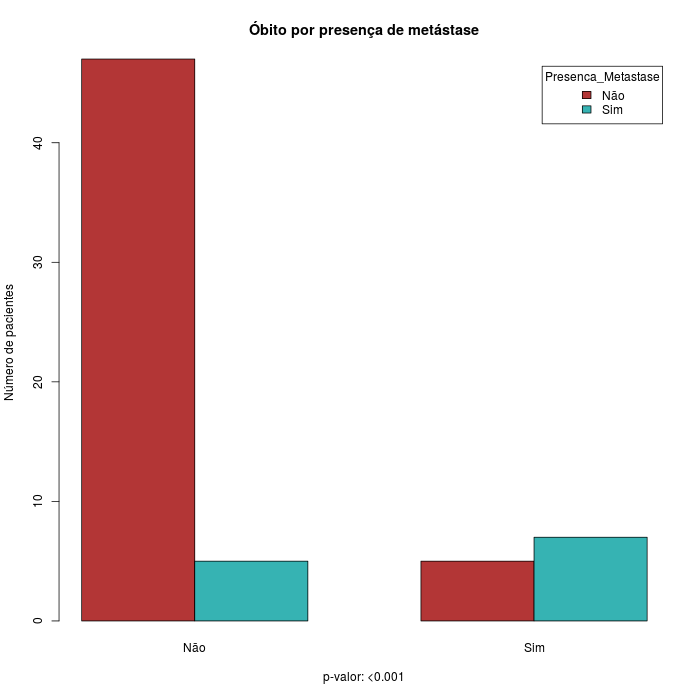 Óbito por presença de metástase
Presenca_Metastase
Não
Sim
Número de pacientes
40
30
20
10
0
Não
Sim
p-valor: <0.001